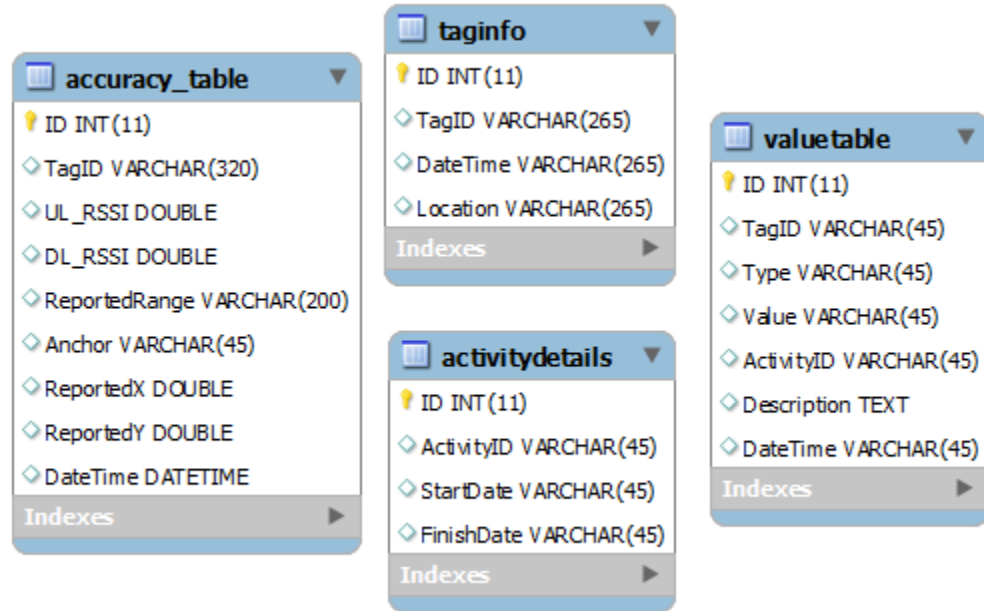 accuracy_table
ID INT(11)
TagID VARCHAR(320)
UL_RSSI DOUBLE
DL_RSSI DOUBLE
ReportedRange VARCHAR(200)
Anchor VARCHAR(45)
ReportedX DOUBLE
ReportedY DOUBLE
DateTime DATETIME
Indexes
taginfo
ID INT(11)
TagID VARCHAR(265)
DateTime VARCHAR(265)
Location VARCHAR(265)
Indexes
activitydetails
ID INT(11)
ActivityID VARCHAR(45)
StartDate VARCHAR(45)
FinishDate VARCHAR(45)
Indexes
valuetable
ID INT(11)
TagID VARCHAR(45)
Type VARCHAR(45)
Value VARCHAR(45)
ActivityID VARCHAR(45)
Description TEXT
DateTime VARCHAR(45)
Indexes